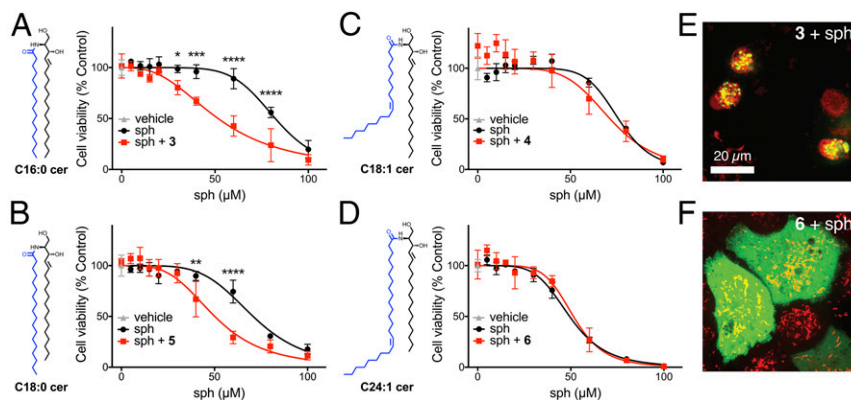 A
HO
HN
OH
O
C16:0 cer
Cell viability (% Control)
100
50
0
* *** ****
****
vehicle
sph
sph + 3
0 50 100
sph (µM)
C
O
N
H
OH
OH
C18:1 cer
Cell viability (% Control)
100
50
0
vehicle
sph
sph + 4
0 50 100
sph (µM)
E
3 + sph
20 µm
B
HO
HN
OH
O
C18:0 cer
Cell viability (% Control)
100
50
0
** ****
vehicle
sph
sph + 5
0 50 100
sph (µM)
D
O
N
H
OH
OH
C24:1 cer
Cell viability (% Control)
100
50
0
vehicle
sph
sph + 6
0 50 100
sph (µM)
F
6 + sph